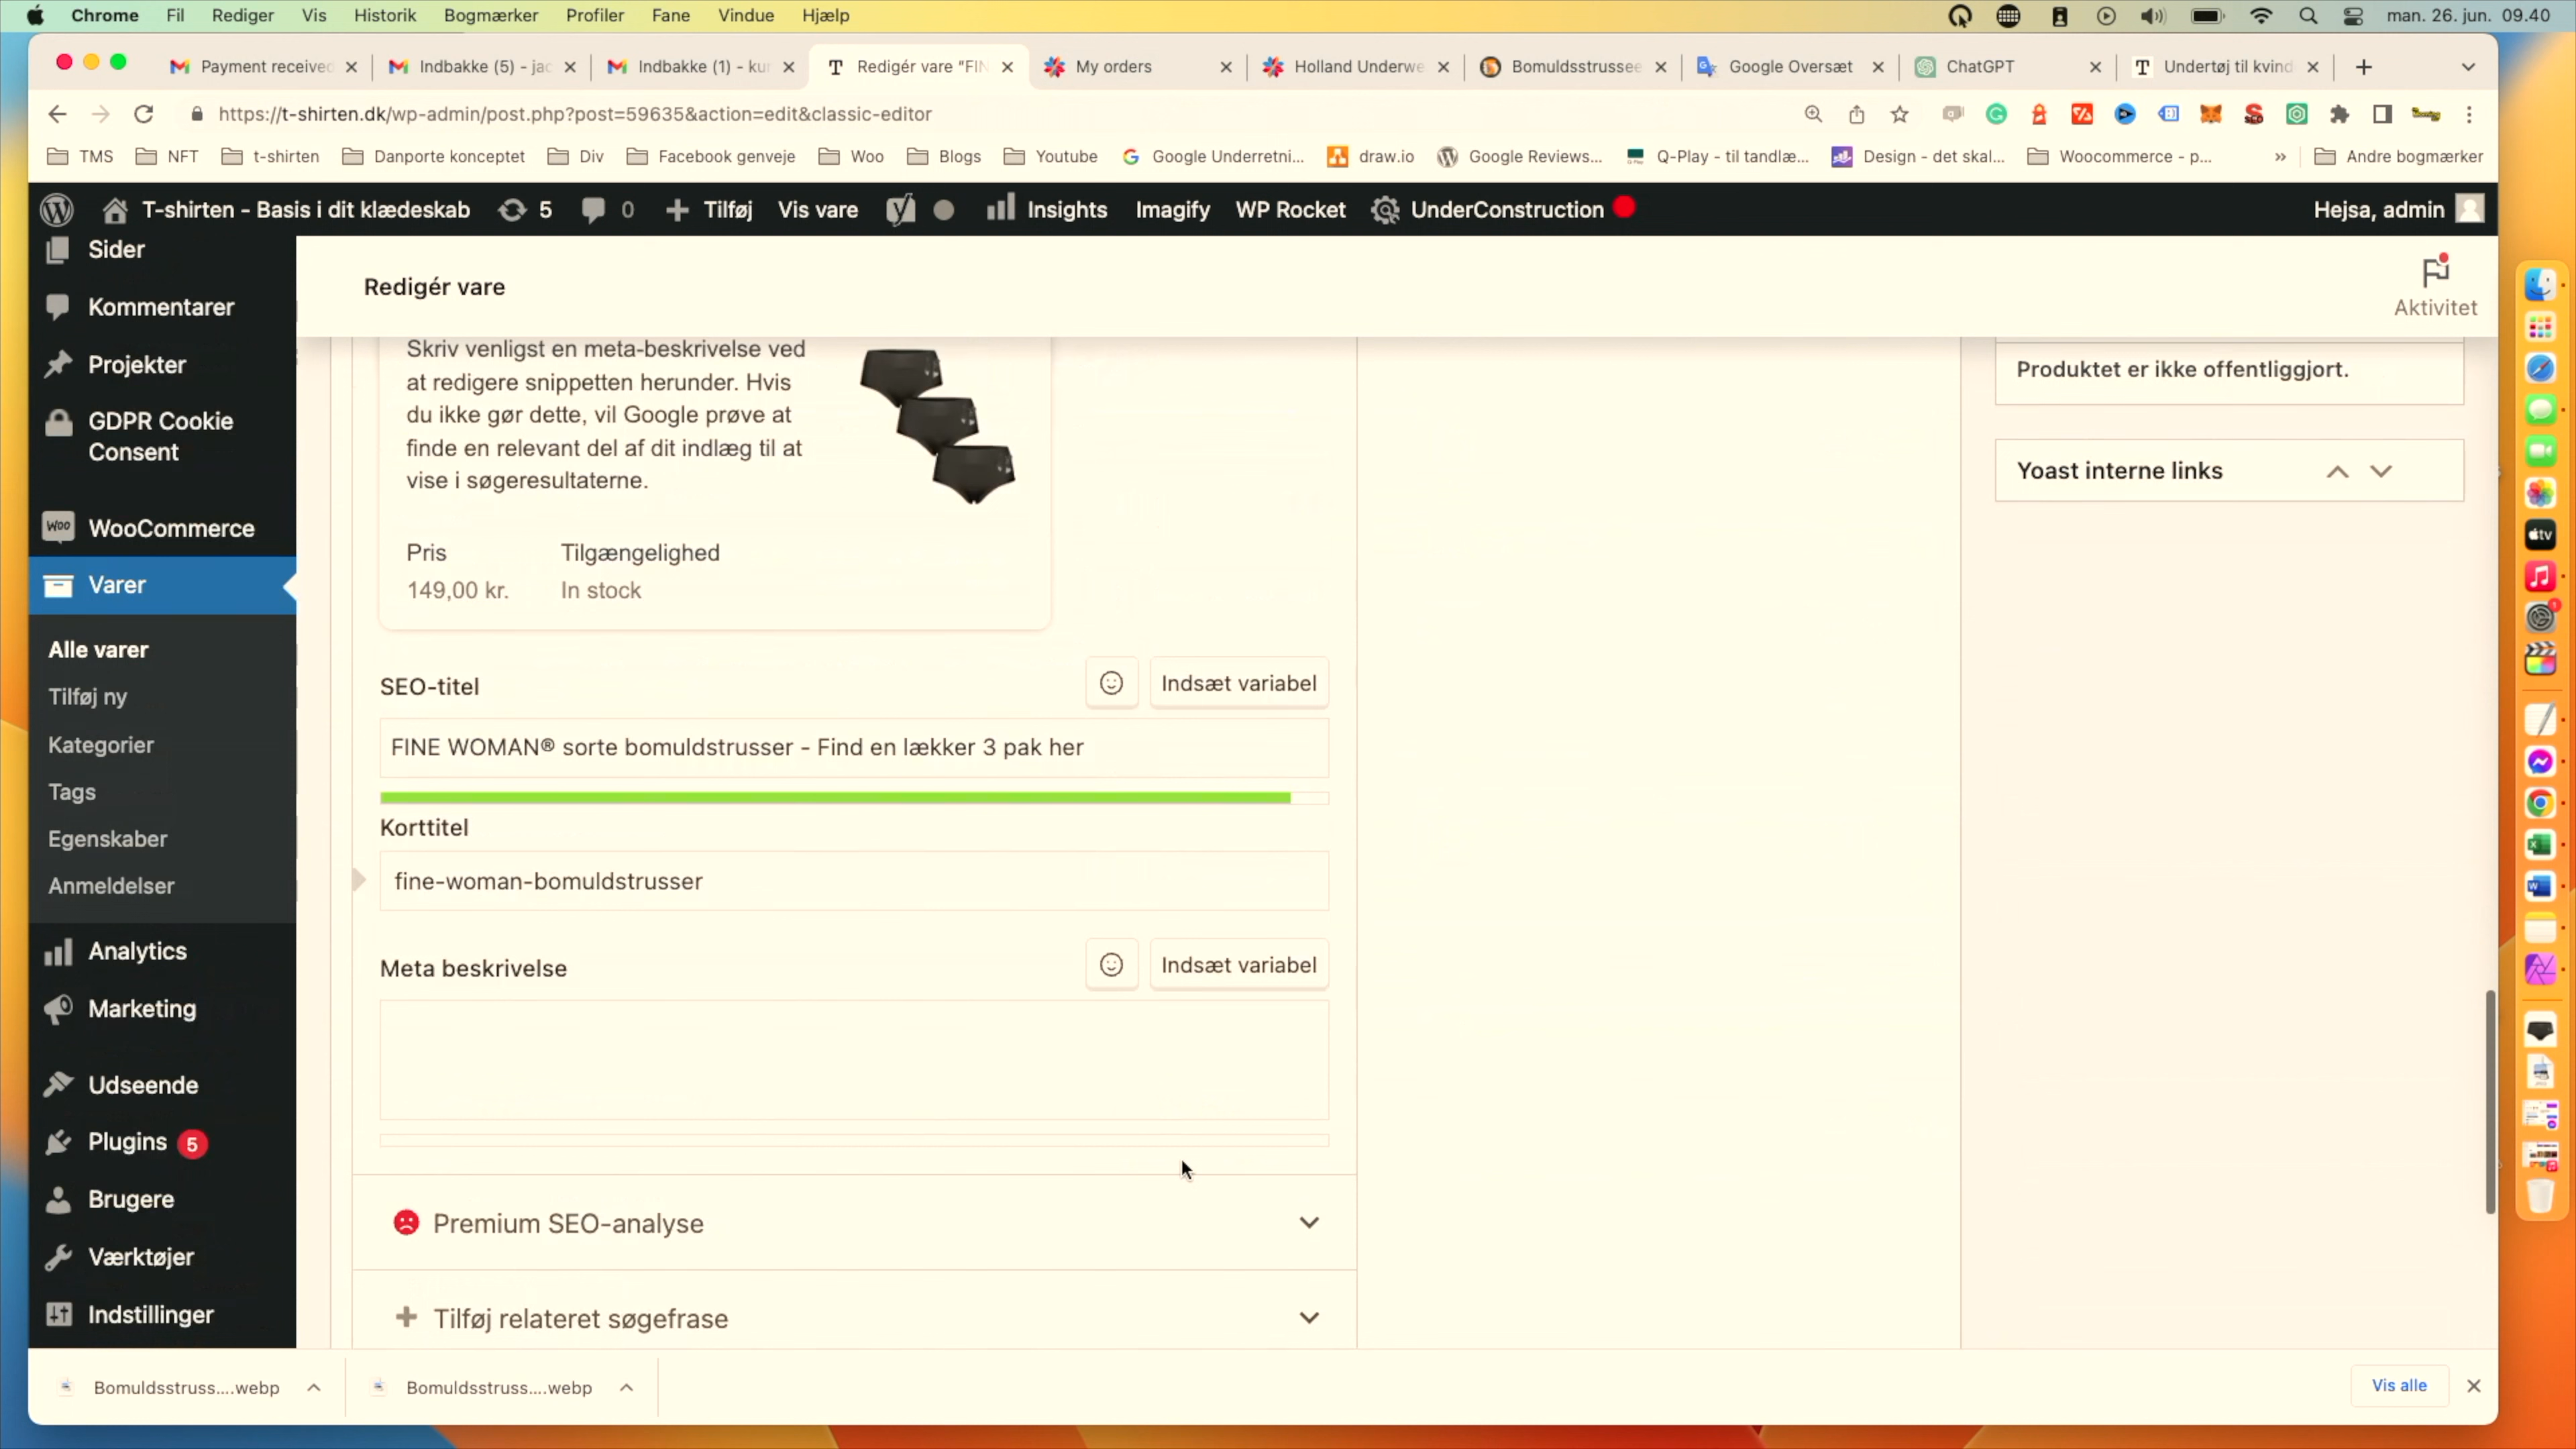 Chrome Fil Rediger Vis Historik Bogmærker Profiler Fane Vindue Hjælp man. 26. jun. 09.40
Payment received Indbakke (5) - jac Indbakke (1) - kur T Redigér vare "FIN My orders Holland Underwe Bomuldsstrussee Google Oversæt ChatGPT T Undertøj til kvind
https://t-shirten.dk/wp-admin/post.php?post=59635&action=edit&classic-editor
TMS NFT t-shirten Danporte konceptet Div Facebook genveje Woo Blogs Youtube Google Underretni... draw.io Google Reviews... Q-Play - til tandlæ... Design - det skal... Woocommerce - p... » Andre bogmærker
T-shirten - Basis i dit klædeskab 5 0 Tilføj Vis vare Insights Imagify WP Rocket UnderConstruction Hejsa, admin
Sider
Kommentarer
Projekter
GDPR Cookie
Consent
WooCommerce
Varer
Alle varer
Tilføj ny
Kategorier
Tags
Egenskaber
Anmeldelser
Analytics
Marketing
Udseende
Plugins 5
Brugere
Værktøjer
Indstillinger
Redigér vare
Aktivitet
Skriv venligst en meta-beskrivelse ved
at redigere snippetten herunder. Hvis
du ikke gør dette, vil Google prøve at
finde en relevant del af dit indlæg til at
vise i søgeresultaterne.
Pris Tilgængelighed
149,00 kr. In stock
SEO-titel Indsæt variabel
FINE WOMAN® sorte bomuldstrusser - Find en lækker 3 pak her
Korttitel
fine-woman-bomuldstrusser
Meta beskrivelse Indsæt variabel
Premium SEO-analyse
Tilføj relateret søgefrase
Produktet er ikke offentliggjort.
Yoast interne links
Bomuldsstruss....webp Bomuldsstruss....webp Vis alle